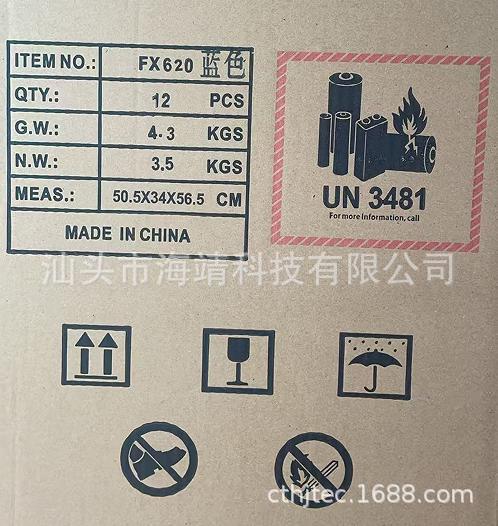 ITEM NO.: FX620 蓝色
QTY.: 12 PCS
G.W.: 4.3 KGS
N.W.: 3.5 KGS
MEAS.: 50.5X34X56.5 CM
MADE IN CHINA
UN 3481
For more Information, call
汕头市海靖科技有限公司
cthjtec.1688.com